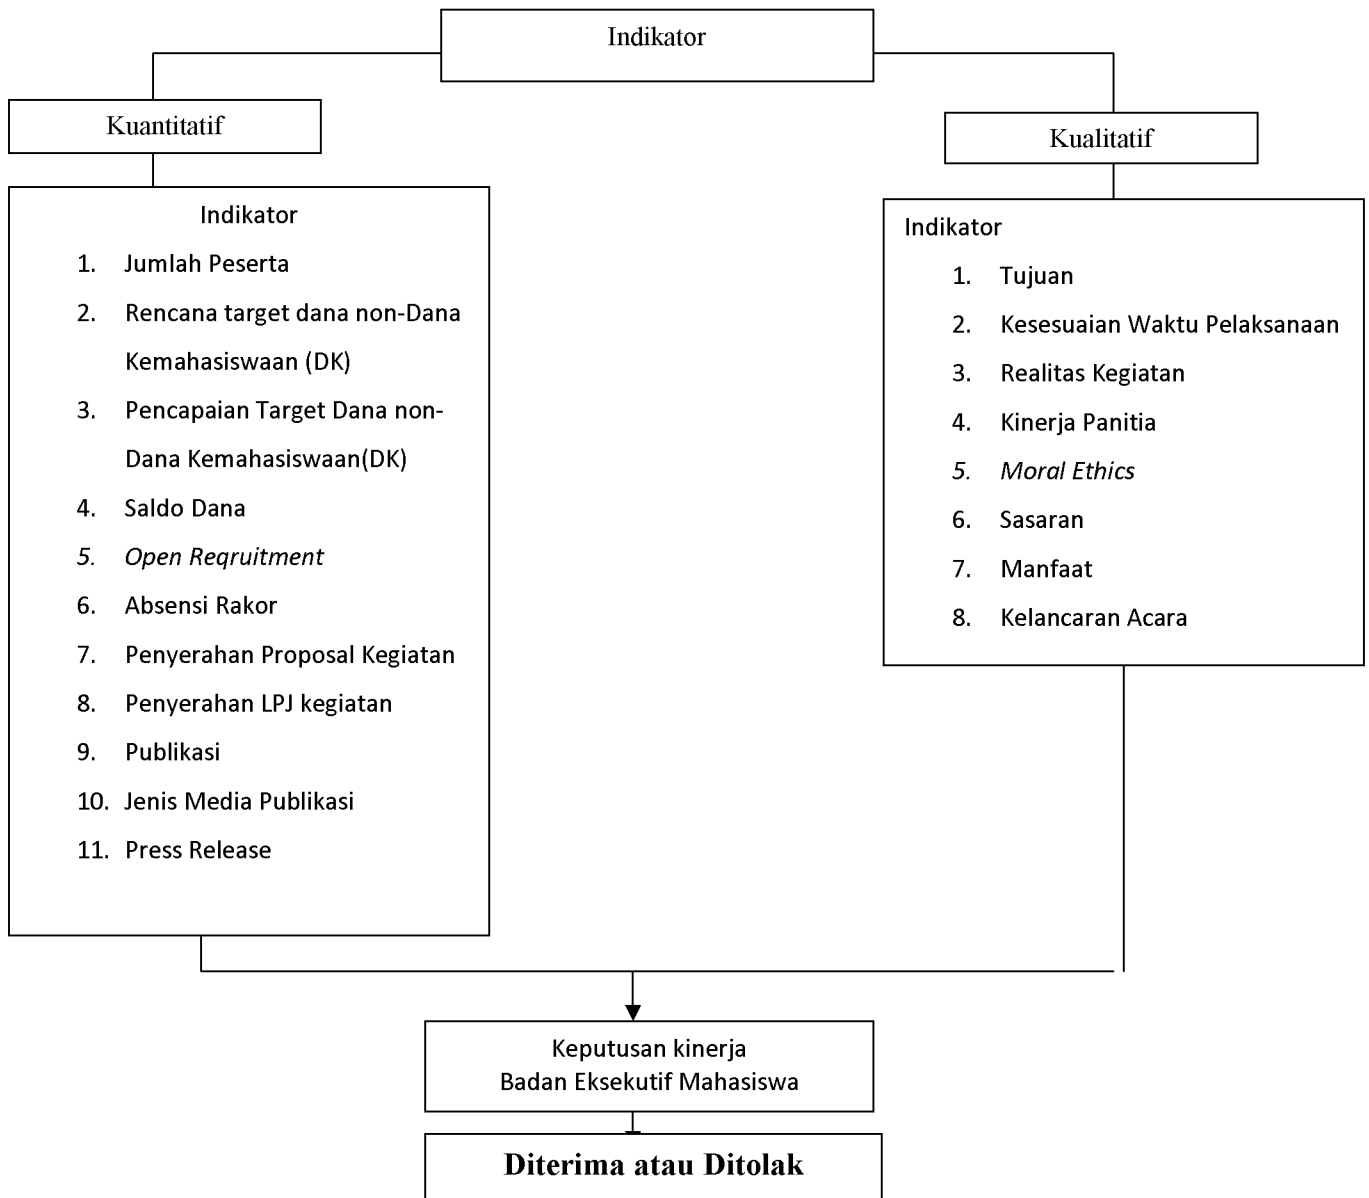 Indikator
Kuantitatif
Kualitatif
Indikator
1. Jumlah Peserta
2. Rencana target dana non-Dana
Kemahasiswaan (DK)
3. Pencapaian Target Dana non-
Dana Kemahasiswaan(DK)
4. Saldo Dana
5. Open Reqruitment
6. Absensi Rakor
7. Penyerahan Proposal Kegiatan
8. Penyerahan LPJ kegiatan
9. Publikasi
10. Jenis Media Publikasi
11. Press Release
Indikator
1. Tujuan
2. Kesesuaian Waktu Pelaksanaan
3. Realitas Kegiatan
4. Kinerja Panitia
5. Moral Ethics
6. Sasaran
7. Manfaat
8. Kelancaran Acara
Keputusan kinerja
Badan Eksekutif Mahasiswa
Diterima atau Ditolak